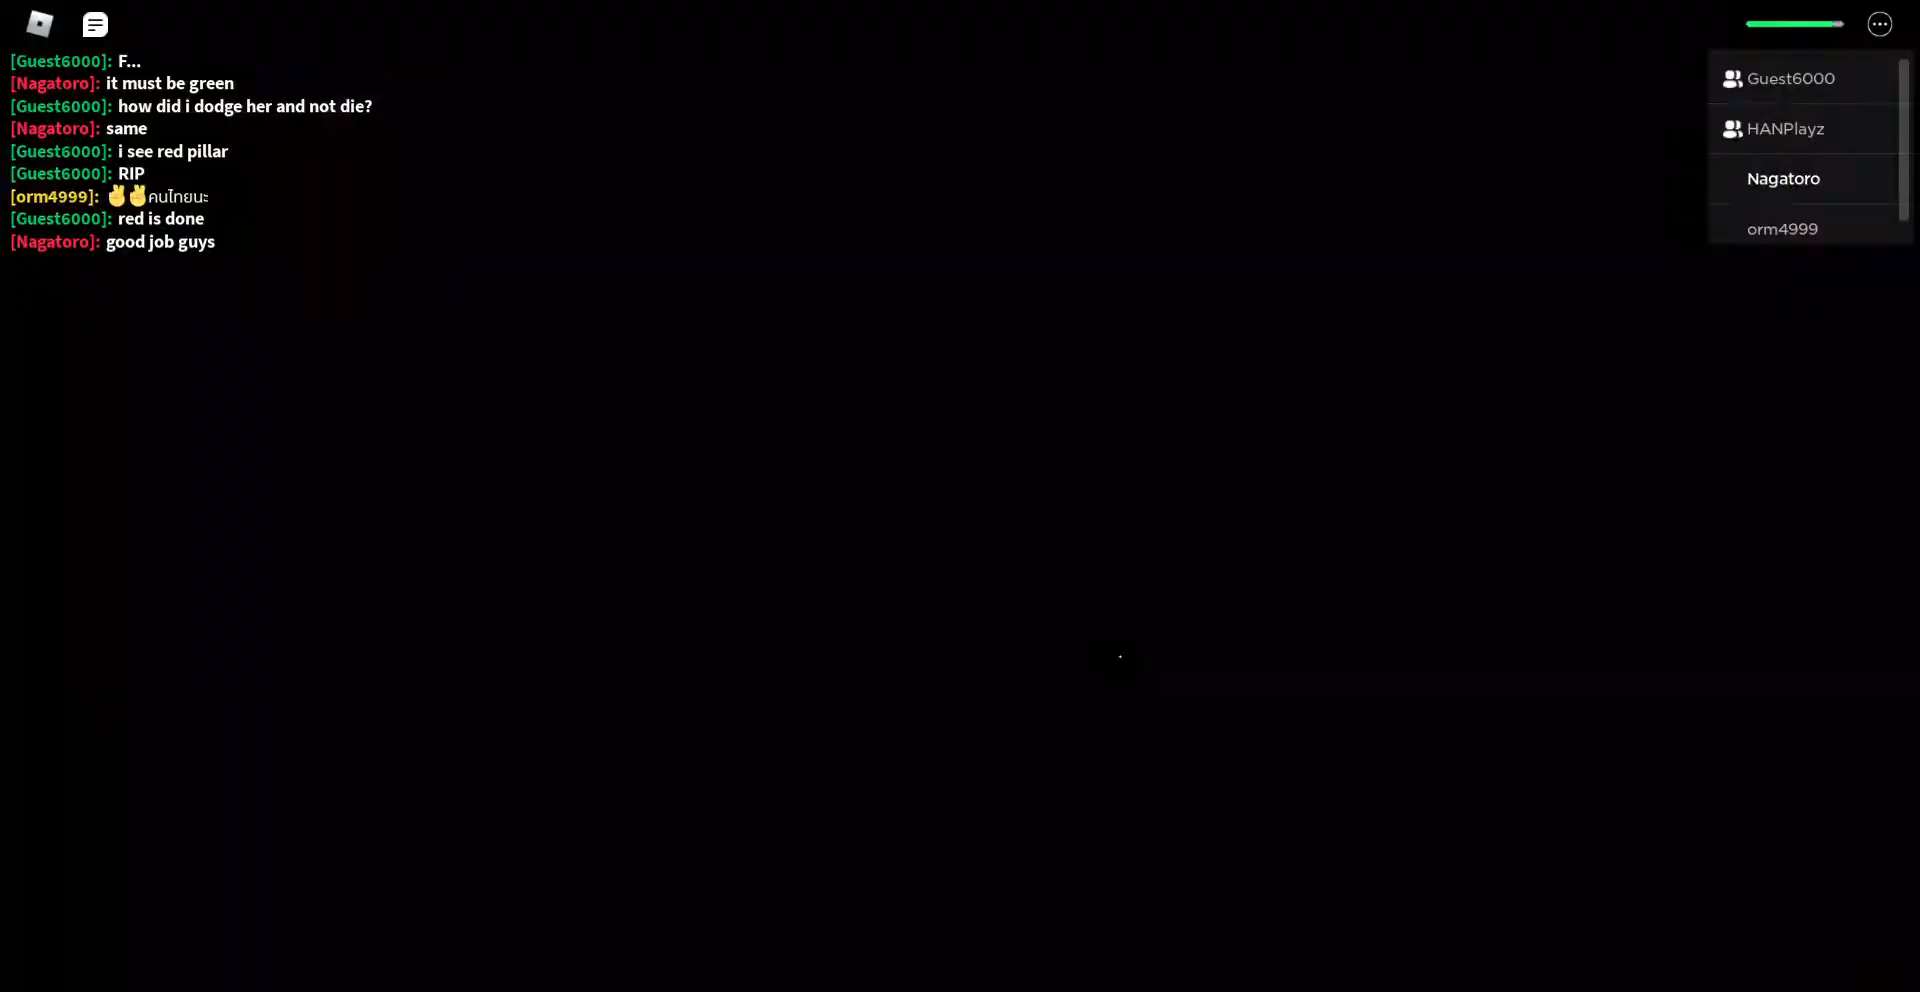 [Guest6000]: F...
[Nagatoro]: it must be green
[Guest6000]: how did i dodge her and not die?
[Nagatoro]: same
[Guest6000]: i see red pillar
[Guest6000]: RIP
[orm4999]: ✌️✌️คนไทยนะ
[Guest6000]: red is done
[Nagatoro]: good job guys
Guest6000
HANPlayz
Nagatoro
orm4999